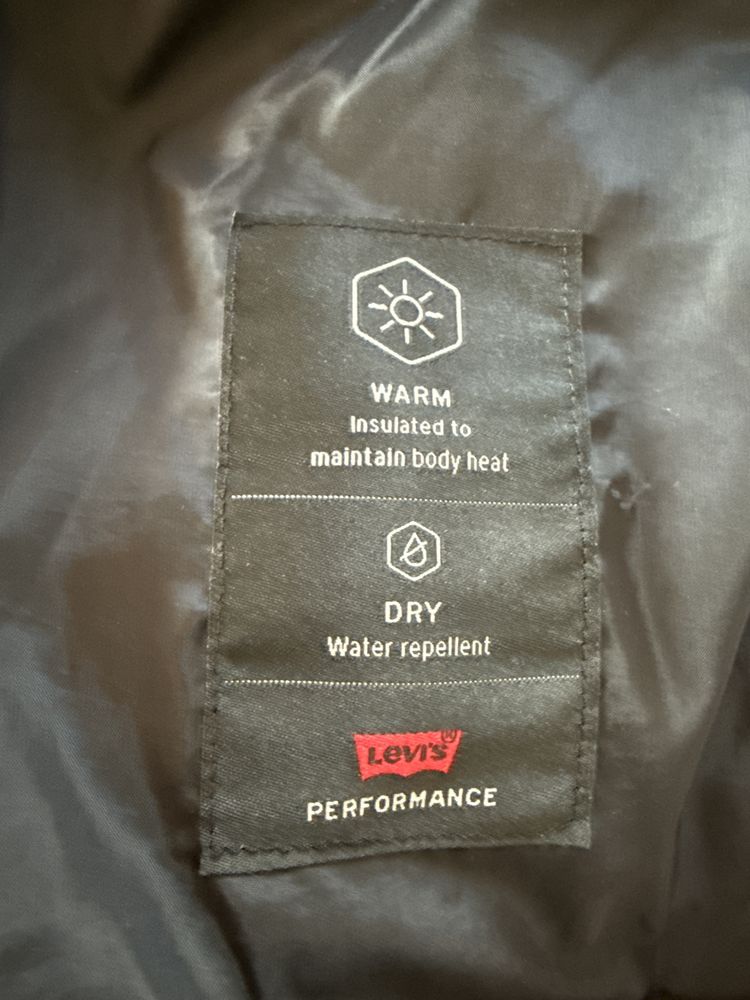 WARM
Insulated to
maintain body heat
DRY
Water repellent
Levi's®
PERFORMANCE